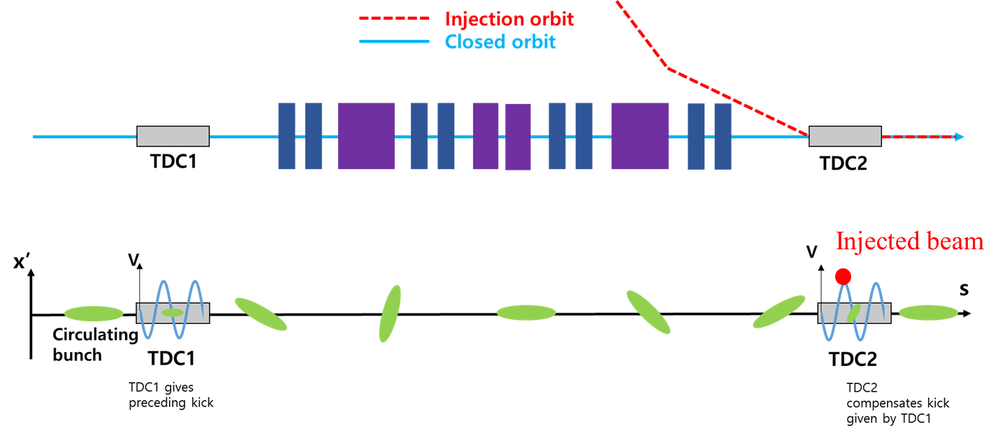 Injection orbit
Closed orbit
TDC1
TDC2
Injected beam
x′
V
V
S
Circulating
bunch
TDC1
TDC2
TDC1 gives
preceding kick
TDC2
compensates kick
given by TDC1